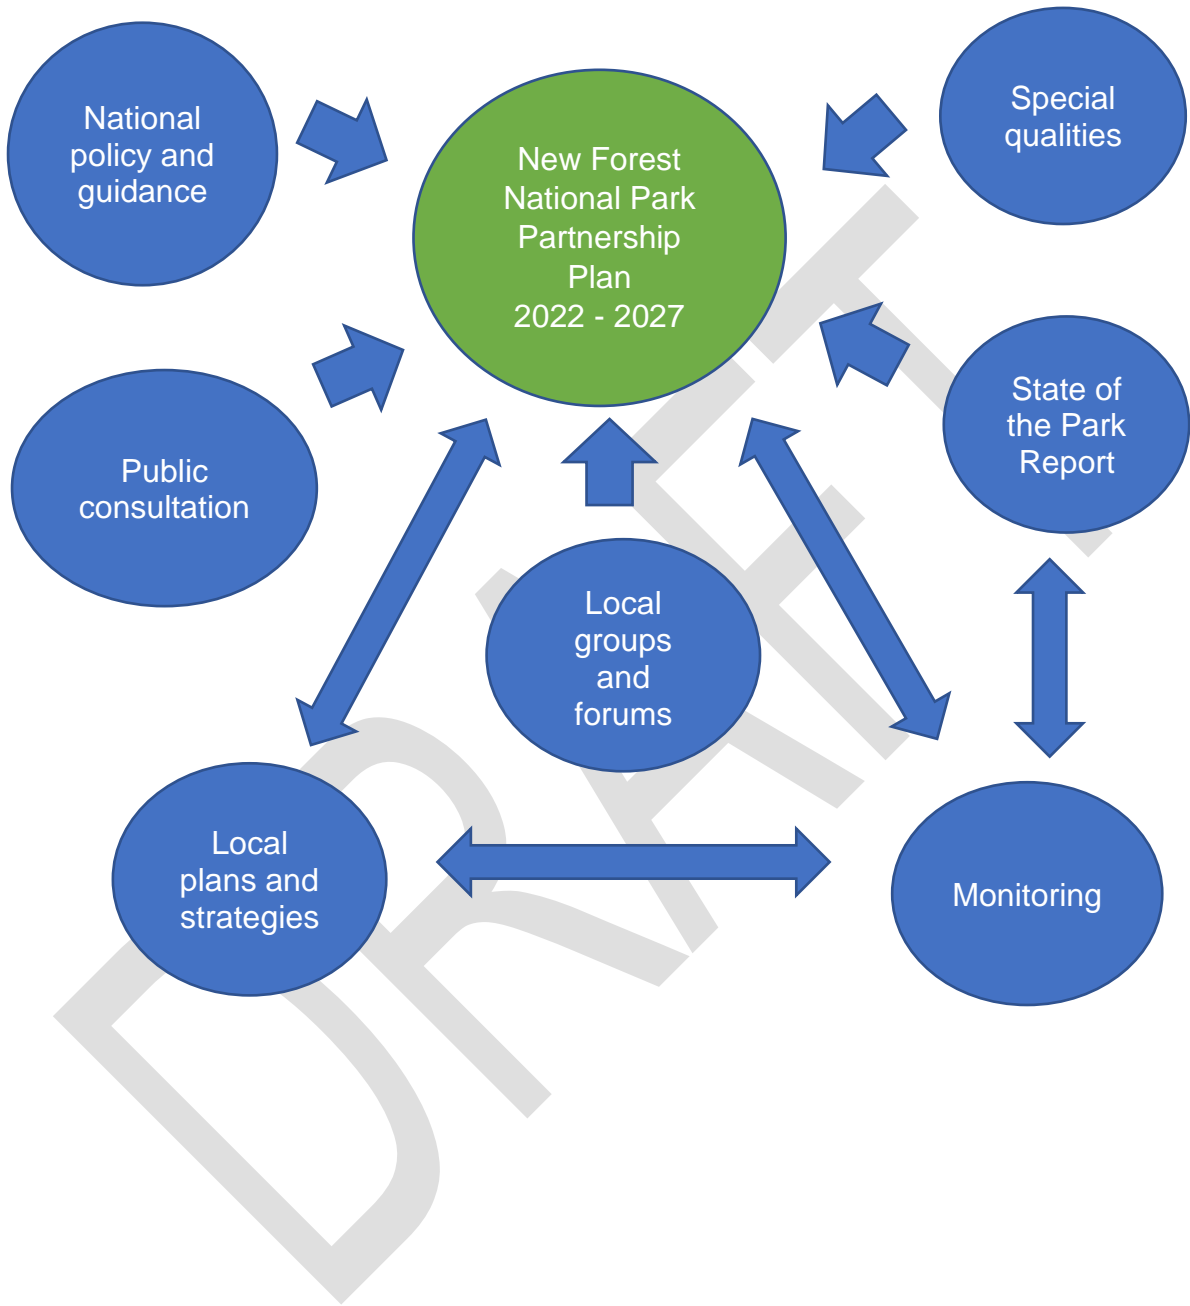 National
policy and
guidance
New Forest
National Park
Partnership
Plan
2022 - 2027
Special
qualities
Public
consultation
State of
the Park
Report
Local
groups
and
forums
Local
plans and
strategies
Monitoring
DRAFT